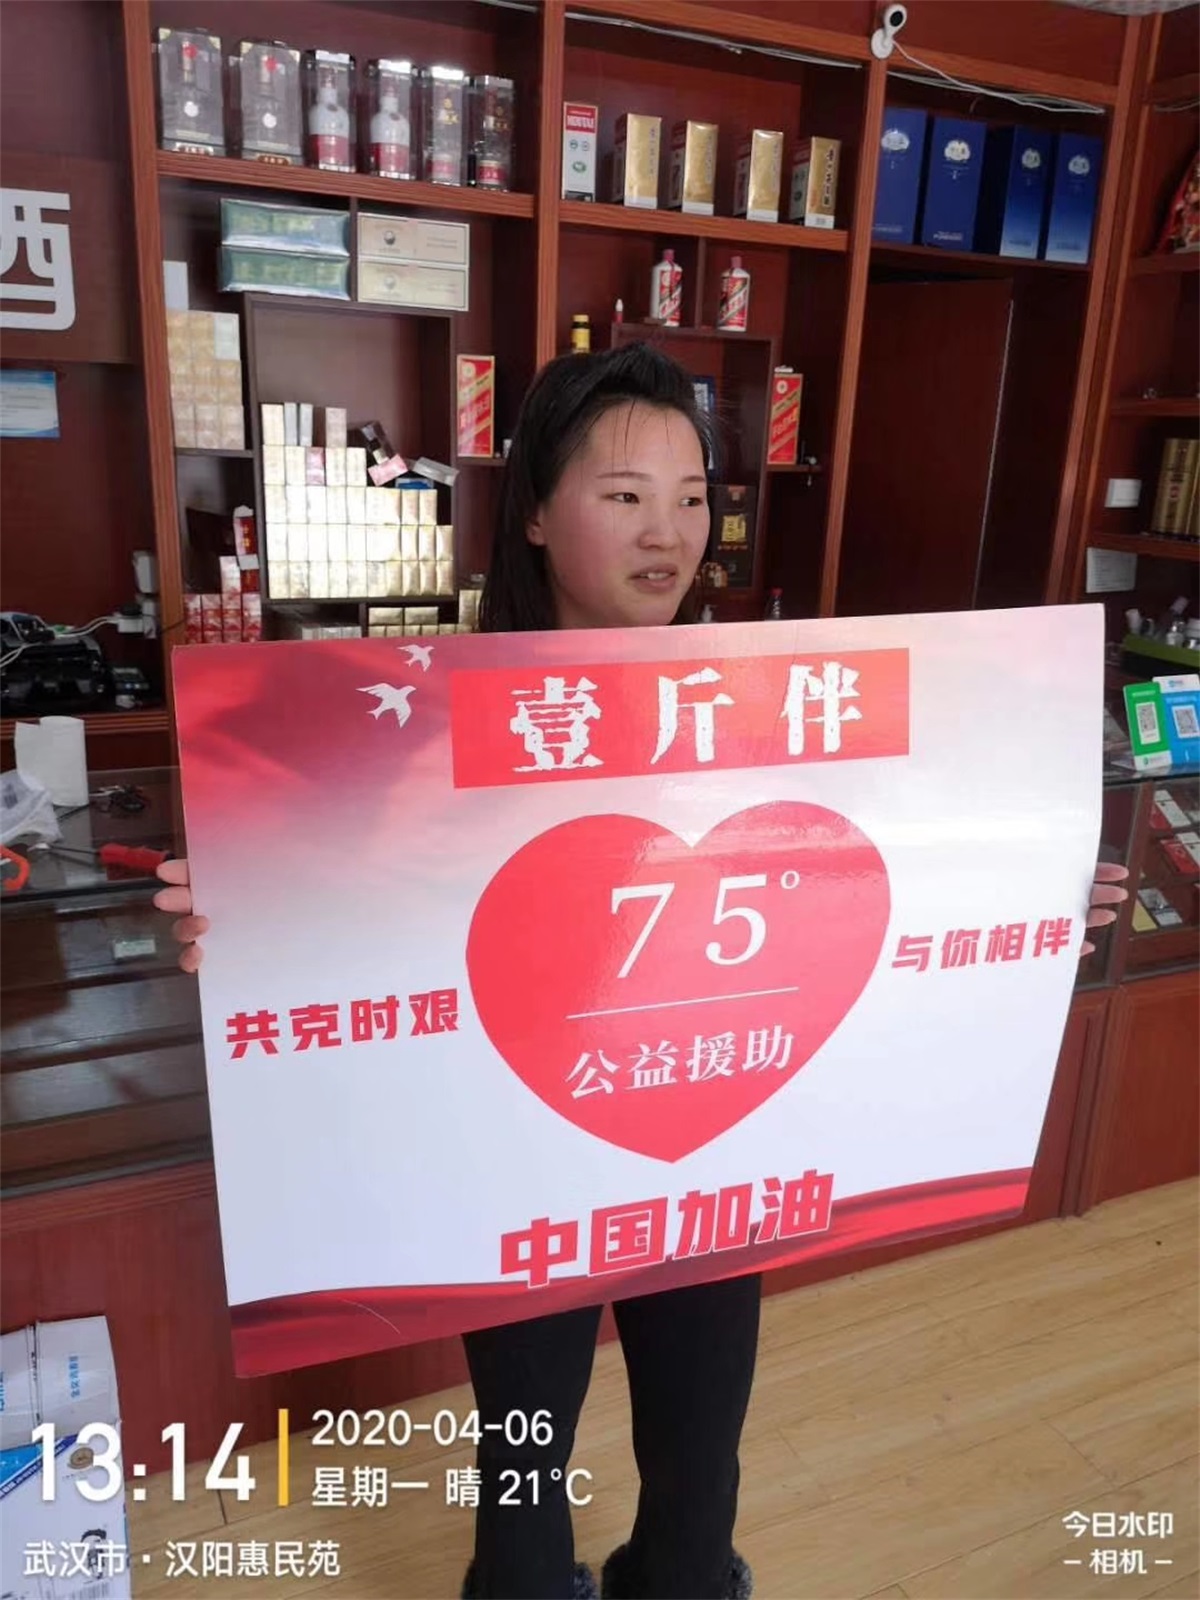 酒
MOUTAI
壹斤伴
75°
公益援助
共克时艰
与你相伴
中国加油
13:14
2020-04-06
星期一 晴 21°C
武汉市·汉阳惠民苑
今日水印
-相机-